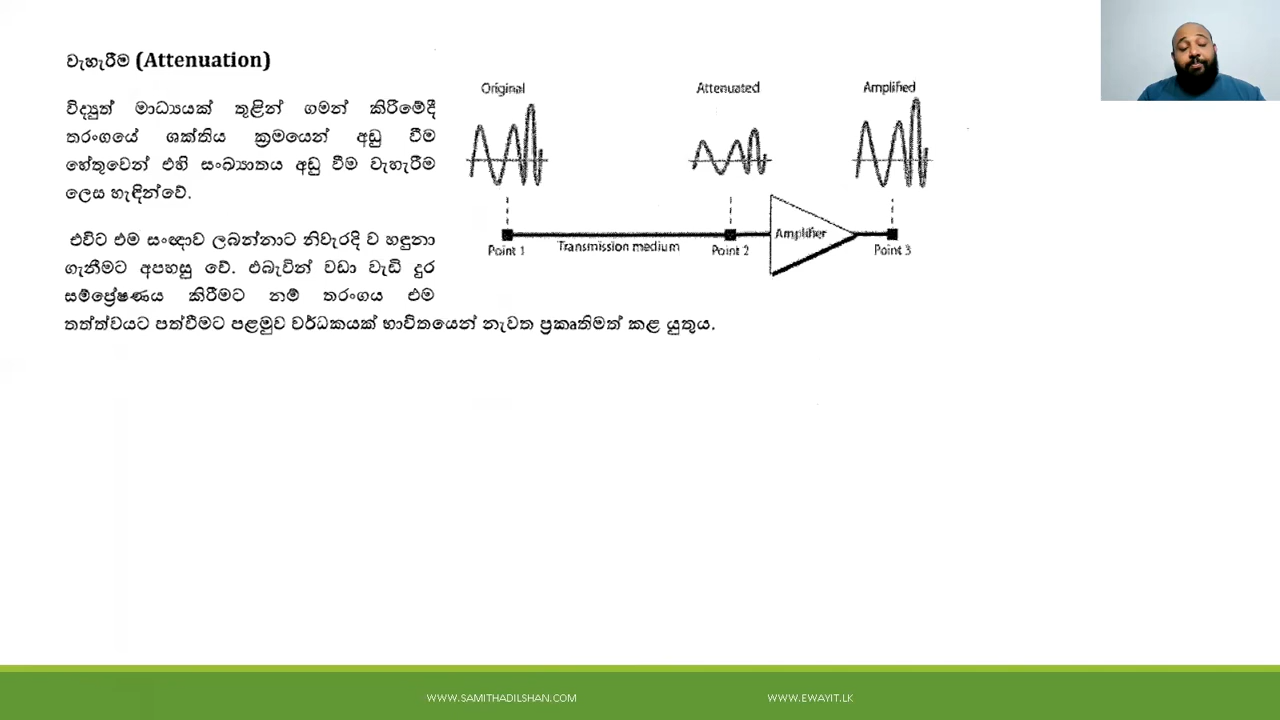 වැහැරීම (Attenuation)
විද්‍යුත් මාධ්‍යයක් තුළින් ගමන් කිරිමේදී
තරංගයේ ශක්තිය ක්‍රමයෙන් අඩු වීම
හේතුවෙන් එහි සංඛ්‍යාතය අඩු වීම වැහැරීම
ලෙස හැඳින්වේ.
එවිට එම සංඥාව ලබන්නාට නිවැරදි ව හඳුනා
ගැනීමට අපහසු වේ. එබැවින් වඩා වැඩි දුර
සම්ප්‍රේෂණය කිරීමට නම් තරංගය එම
තත්ත්වයට පත්වීමට පළමුව වර්ධකයක් භාවිතයෙන් නැවත ප්‍රකෘතිමත් කළ යුතුය.
Original
Attenuated
Amplified
Amplifier
Transmission medium
Point 1
Point 2
Point 3
WWW.SAMITHADILSHAN.COM
WWW.EWAYIT.LK